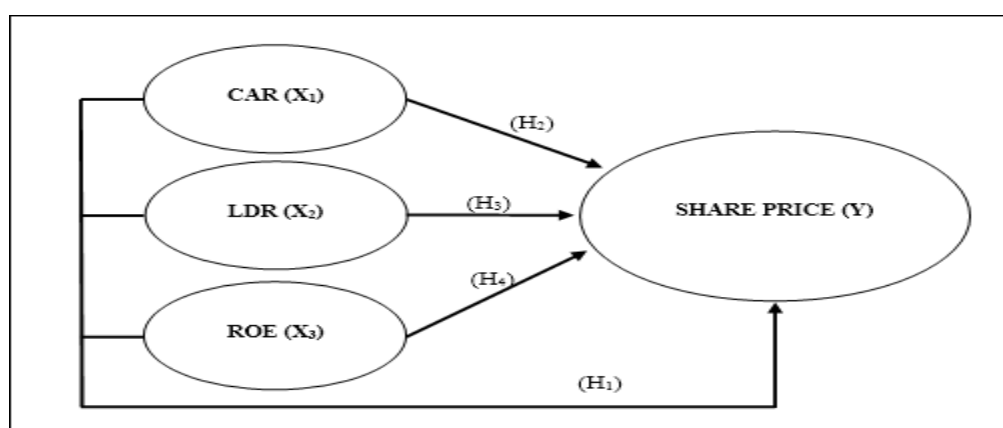 CAR (X₁)
(H₂)
LDR (X₂)
(H₃)
SHARE PRICE (Y)
(H₄)
ROE (X₃)
(H₁)